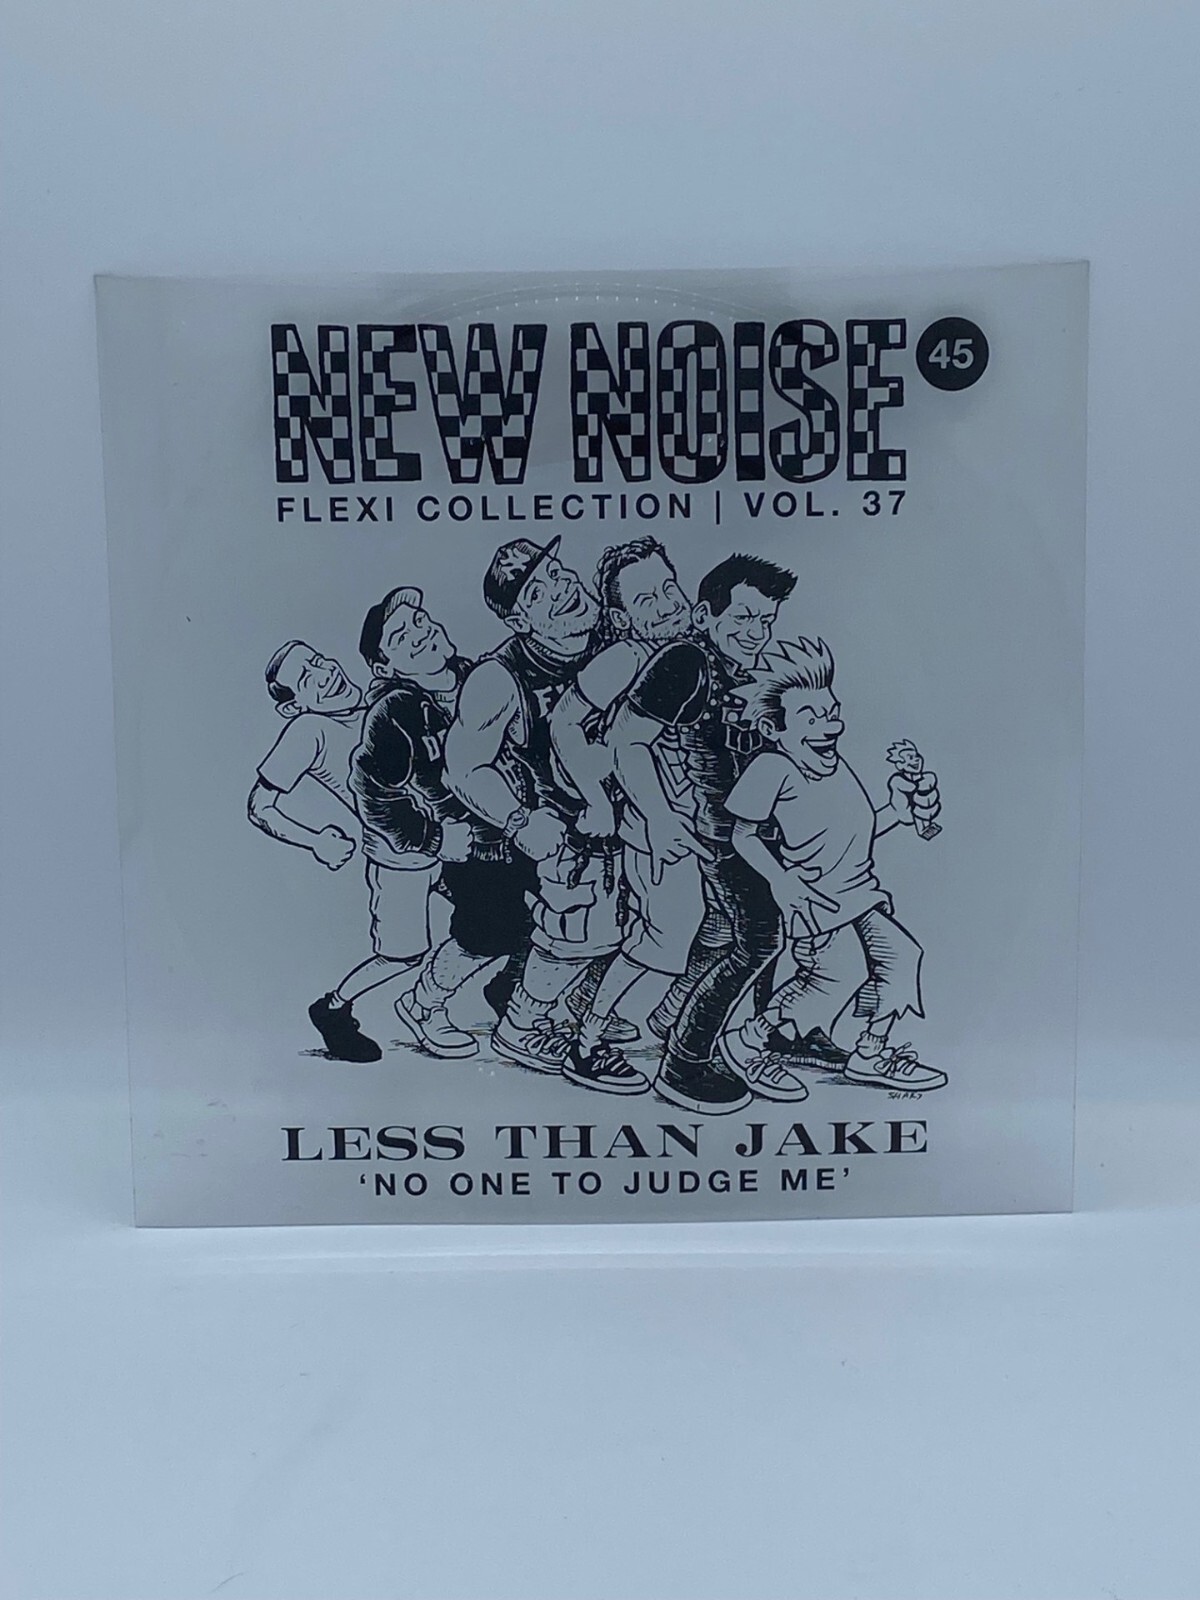 NEW NOISE 45
FLEXI COLLECTION | VOL. 37
LESS THAN JAKE
‘NO ONE TO JUDGE ME’